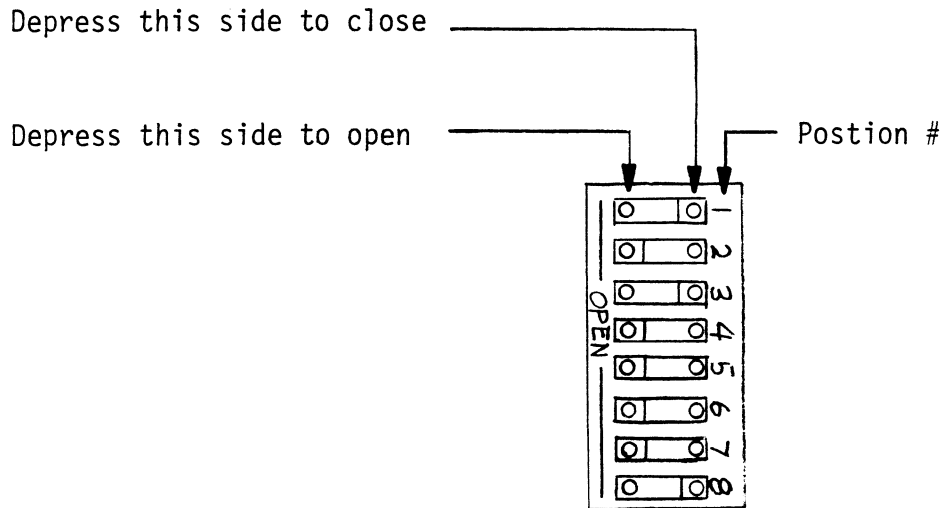 Depress this side to close
Depress this side to open
Postion #
OPEN
1
2
3
4
5
6
7
8